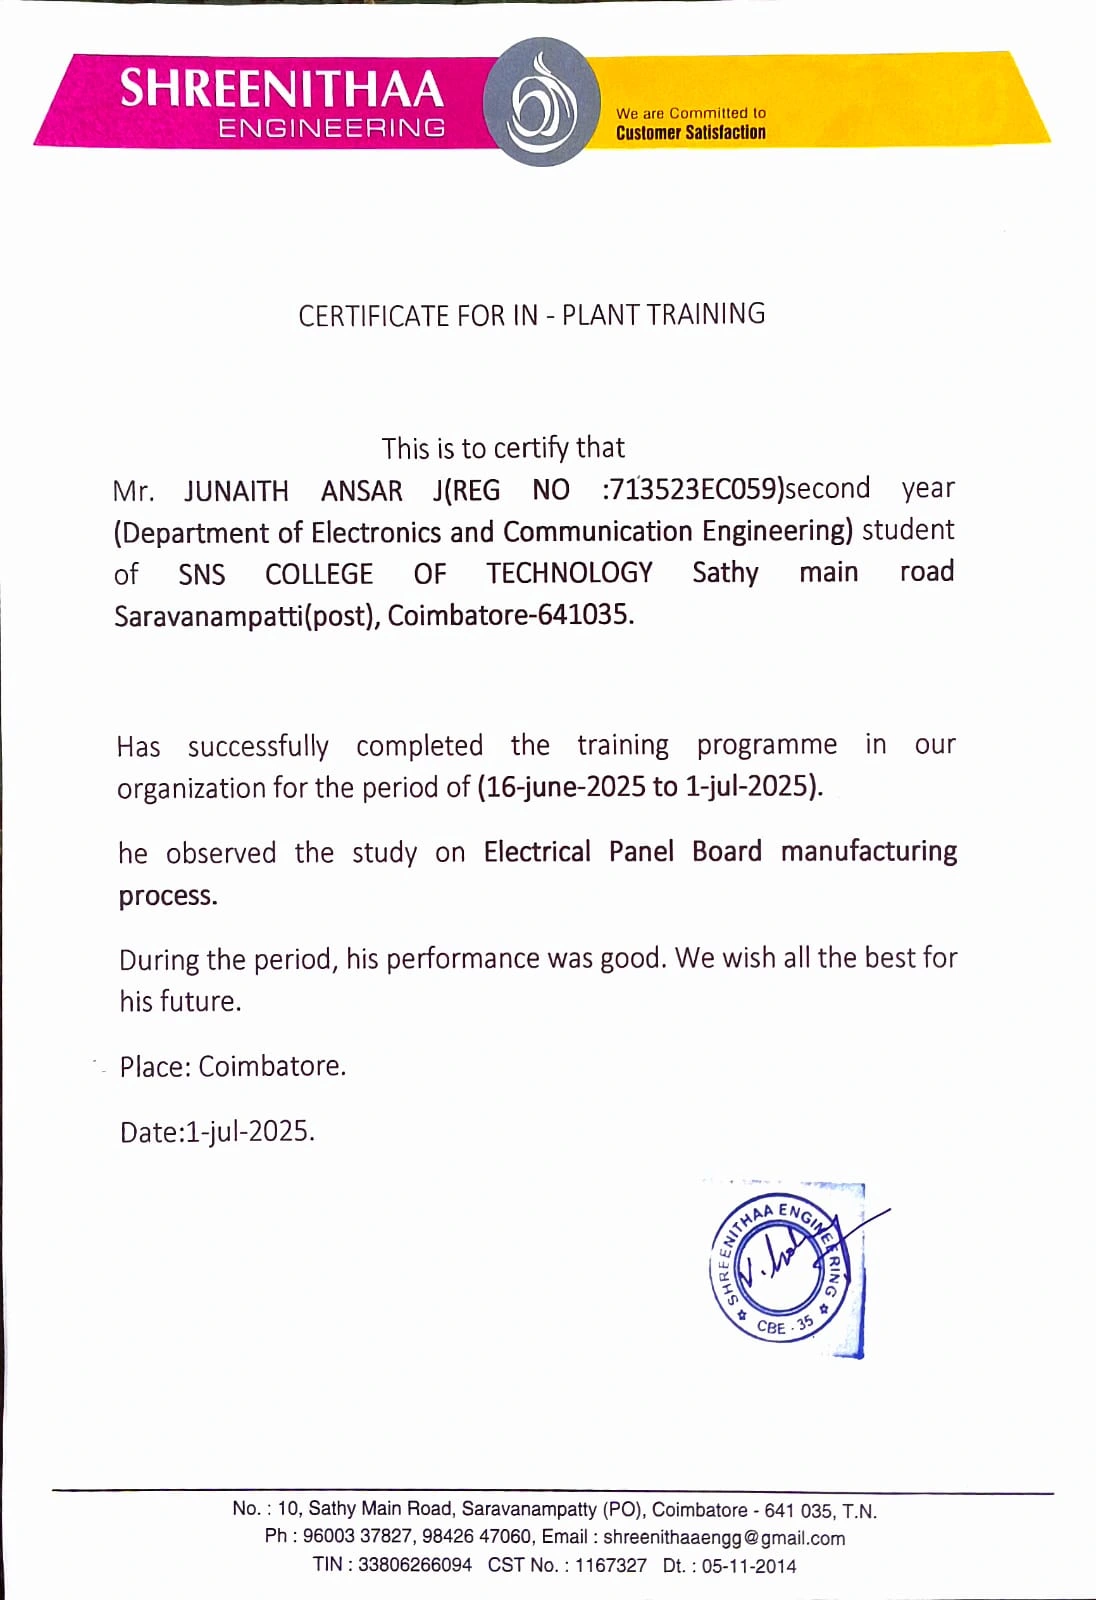 SHREENITHAA
ENGINEERING
We are Committed to
Customer Satisfaction
CERTIFICATE FOR IN - PLANT TRAINING
This is to certify that
Mr. JUNAITH ANSAR J(REG NO :713523EC059)second year
(Department of Electronics and Communication Engineering) student
of SNS COLLEGE OF TECHNOLOGY Sathy main road
Saravanampatti(post), Coimbatore-641035.
Has successfully completed the training programme in our
organization for the period of (16-june-2025 to 1-jul-2025).
he observed the study on Electrical Panel Board manufacturing
process.
During the period, his performance was good. We wish all the best for
his future.
Place: Coimbatore.
Date:1-jul-2025.
SHREENITHAA ENGINEERING
CBE - 35
No. : 10, Sathy Main Road, Saravanampatty (PO), Coimbatore - 641 035, T.N.
Ph : 96003 37827, 98426 47060, Email : shreenithaaengg@gmail.com
TIN : 33806266094 CST No. : 1167327 Dt. : 05-11-2014